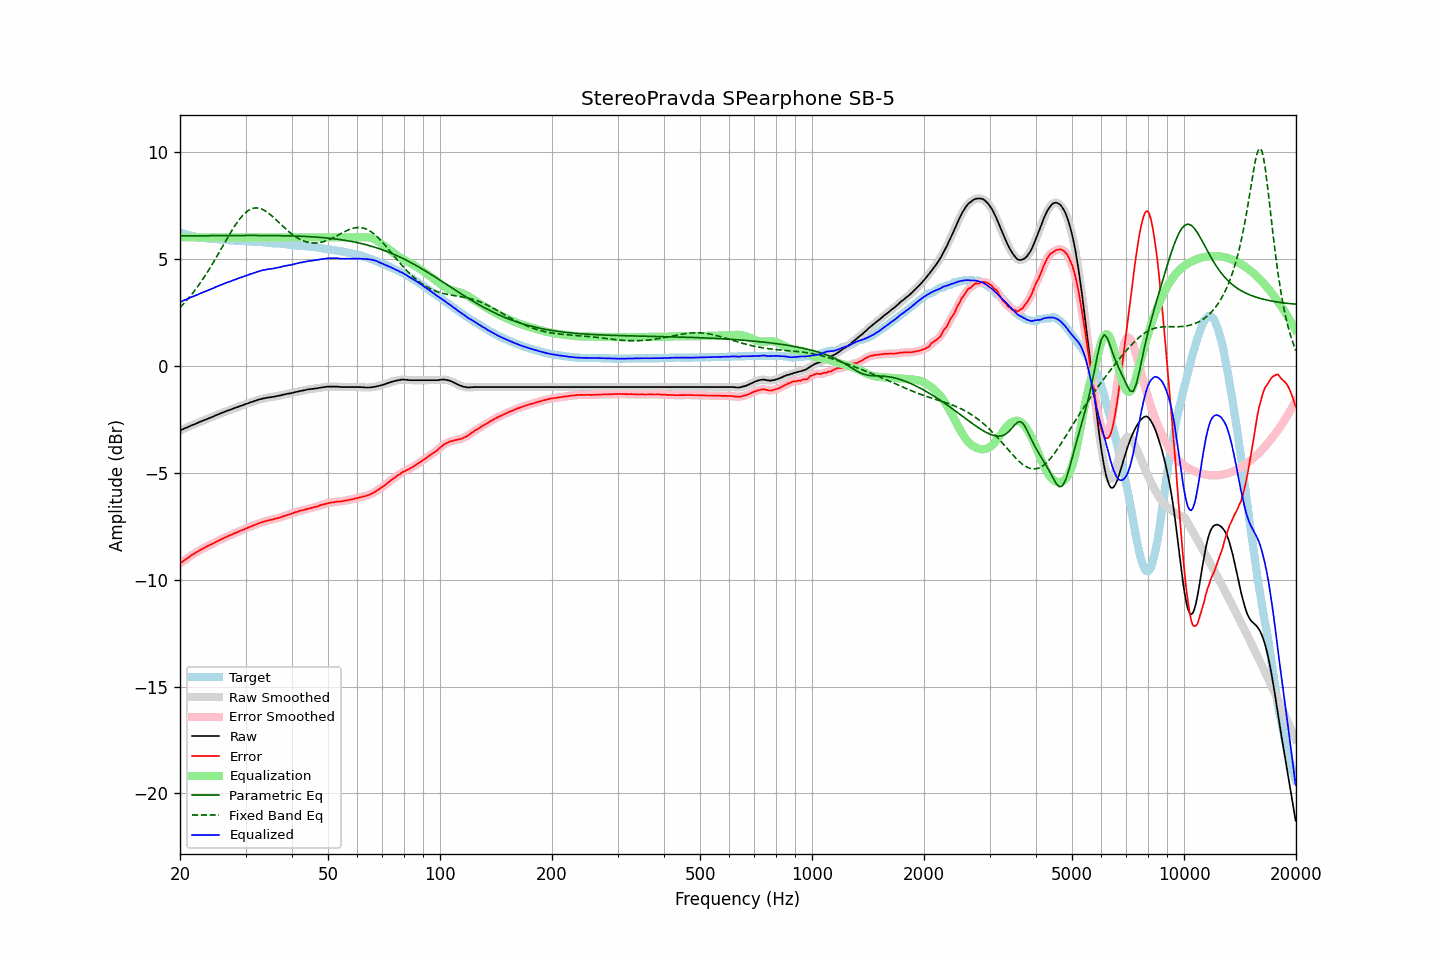 StereoPravda SPearphone SB-5
Amplitude (dBr)
10
5
0
−5
−10
−15
−20
Target
Raw Smoothed
Error Smoothed
Raw
Error
Equalization
Parametric Eq
Fixed Band Eq
Equalized
20 50 100 200 500 1000 2000 5000 10000 20000
Frequency (Hz)